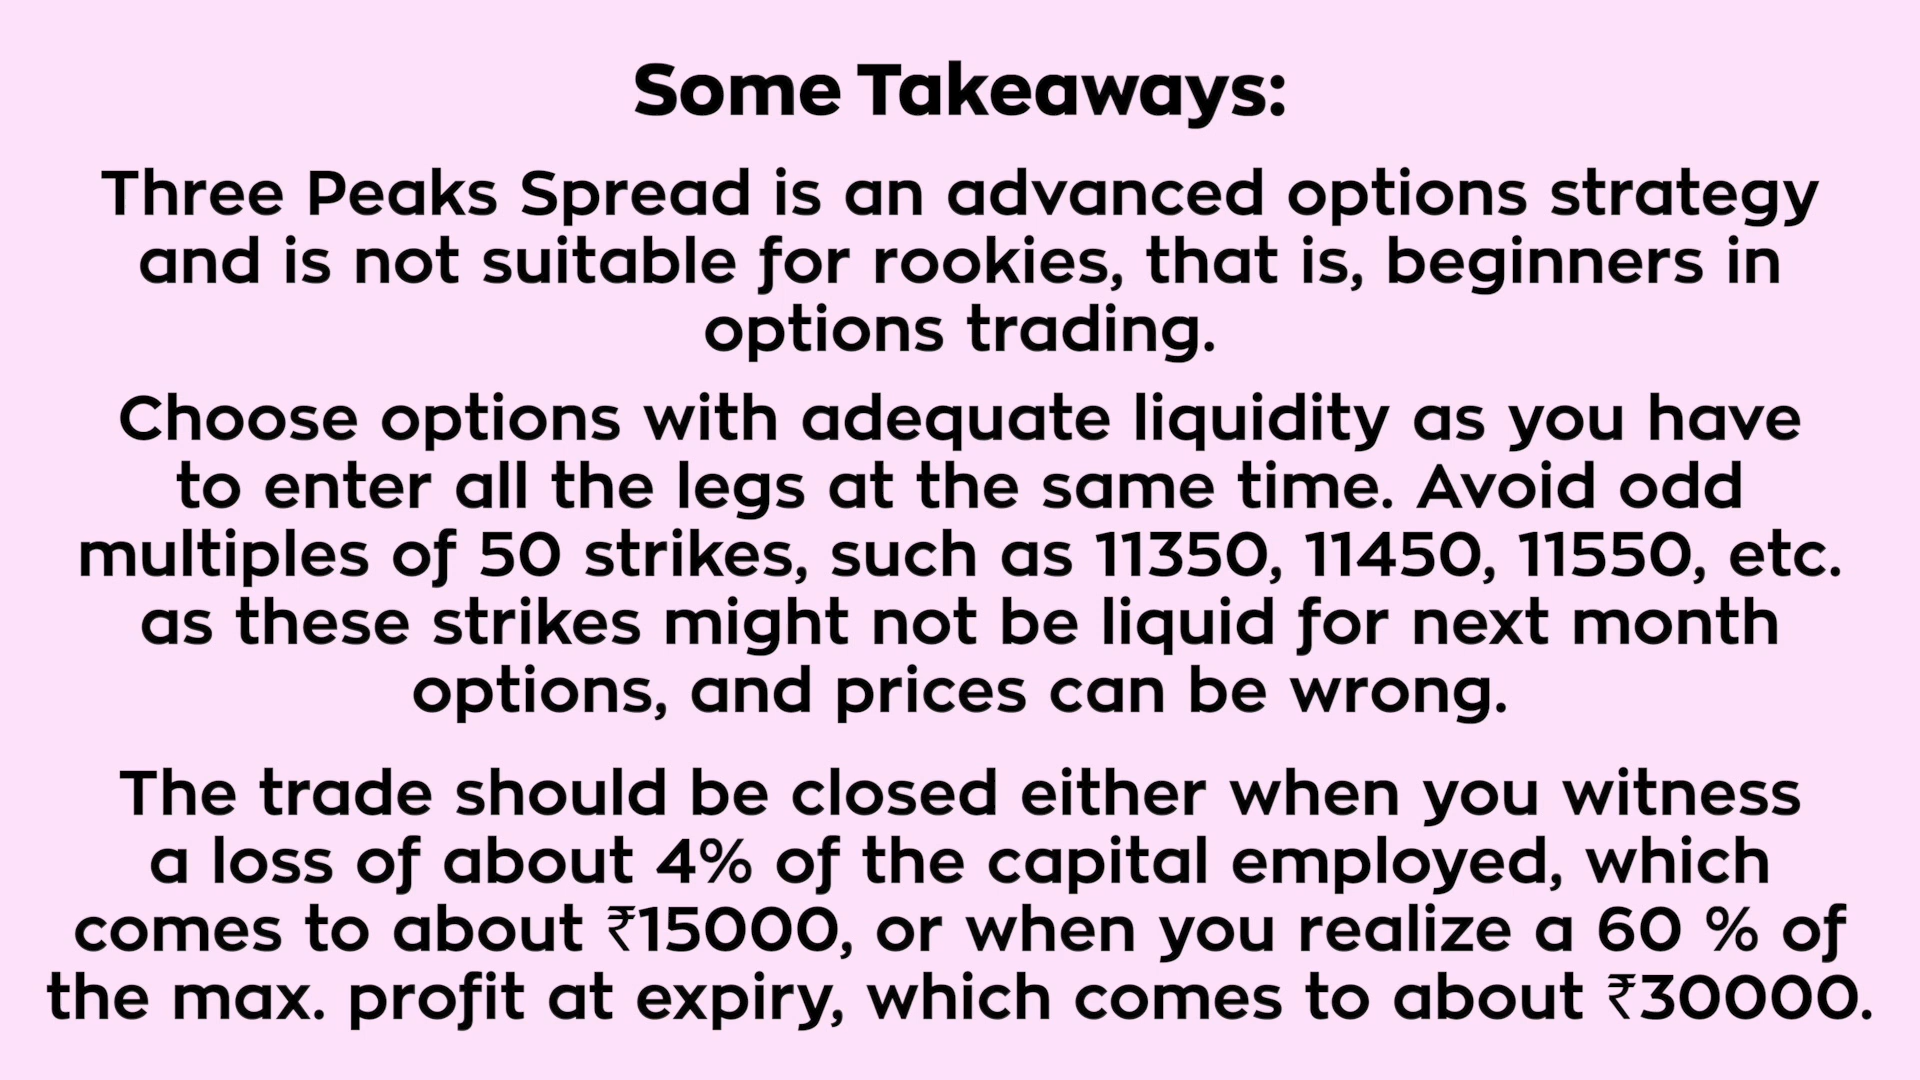 Some Takeaways:
Three Peaks Spread is an advanced options strategy
and is not suitable for rookies, that is, beginners in
options trading.
Choose options with adequate liquidity as you have
to enter all the legs at the same time. Avoid odd
multiples of 50 strikes, such as 11350, 11450, 11550, etc.
as these strikes might not be liquid for next month
options, and prices can be wrong.
The trade should be closed either when you witness
a loss of about 4% of the capital employed, which
comes to about ₹15000, or when you realize a 60 % of
the max. profit at expiry, which comes to about ₹30000.